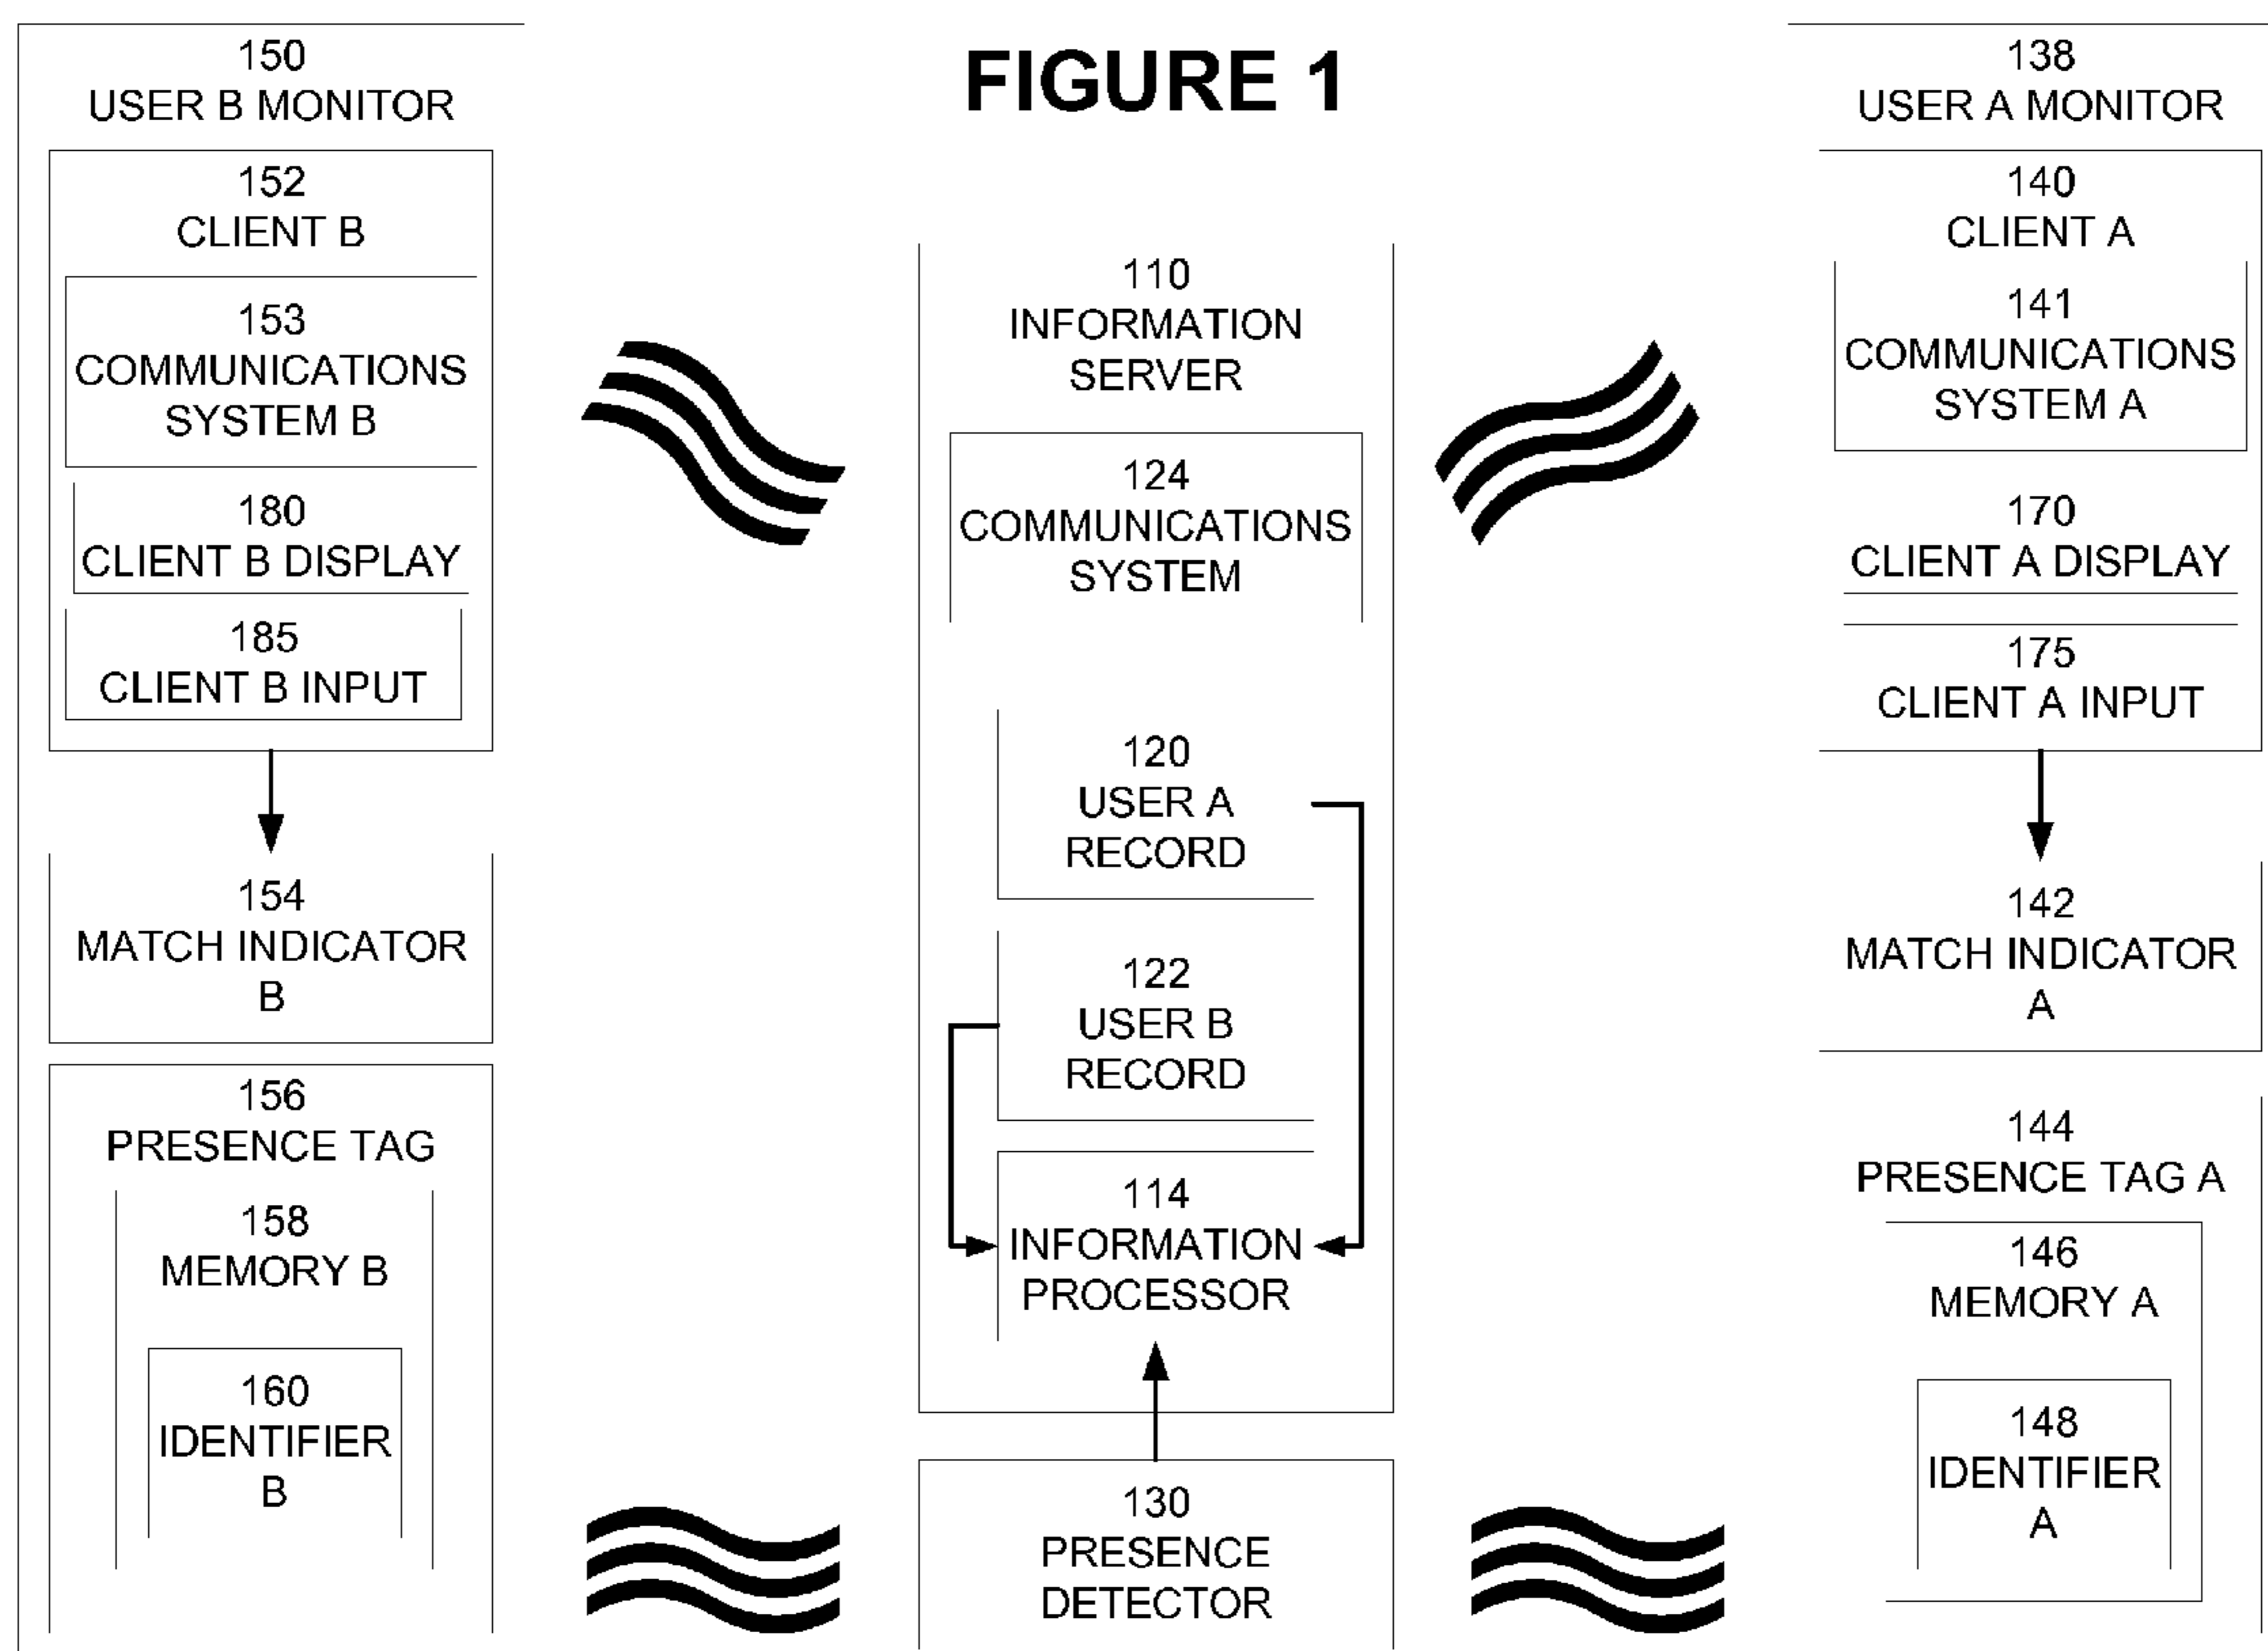 FIGURE 1
150
USER B MONITOR
152
CLIENT B
153
COMMUNICATIONS
SYSTEM B
180
CLIENT B DISPLAY
185
CLIENT B INPUT
154
MATCH INDICATOR
B
156
PRESENCE TAG
158
MEMORY B
160
IDENTIFIER
B
110
INFORMATION
SERVER
124
COMMUNICATIONS
SYSTEM
120
USER A
RECORD
122
USER B
RECORD
114
INFORMATION
PROCESSOR
130
PRESENCE
DETECTOR
138
USER A MONITOR
140
CLIENT A
141
COMMUNICATIONS
SYSTEM A
170
CLIENT A DISPLAY
175
CLIENT A INPUT
142
MATCH INDICATOR
A
144
PRESENCE TAG A
146
MEMORY A
148
IDENTIFIER
A